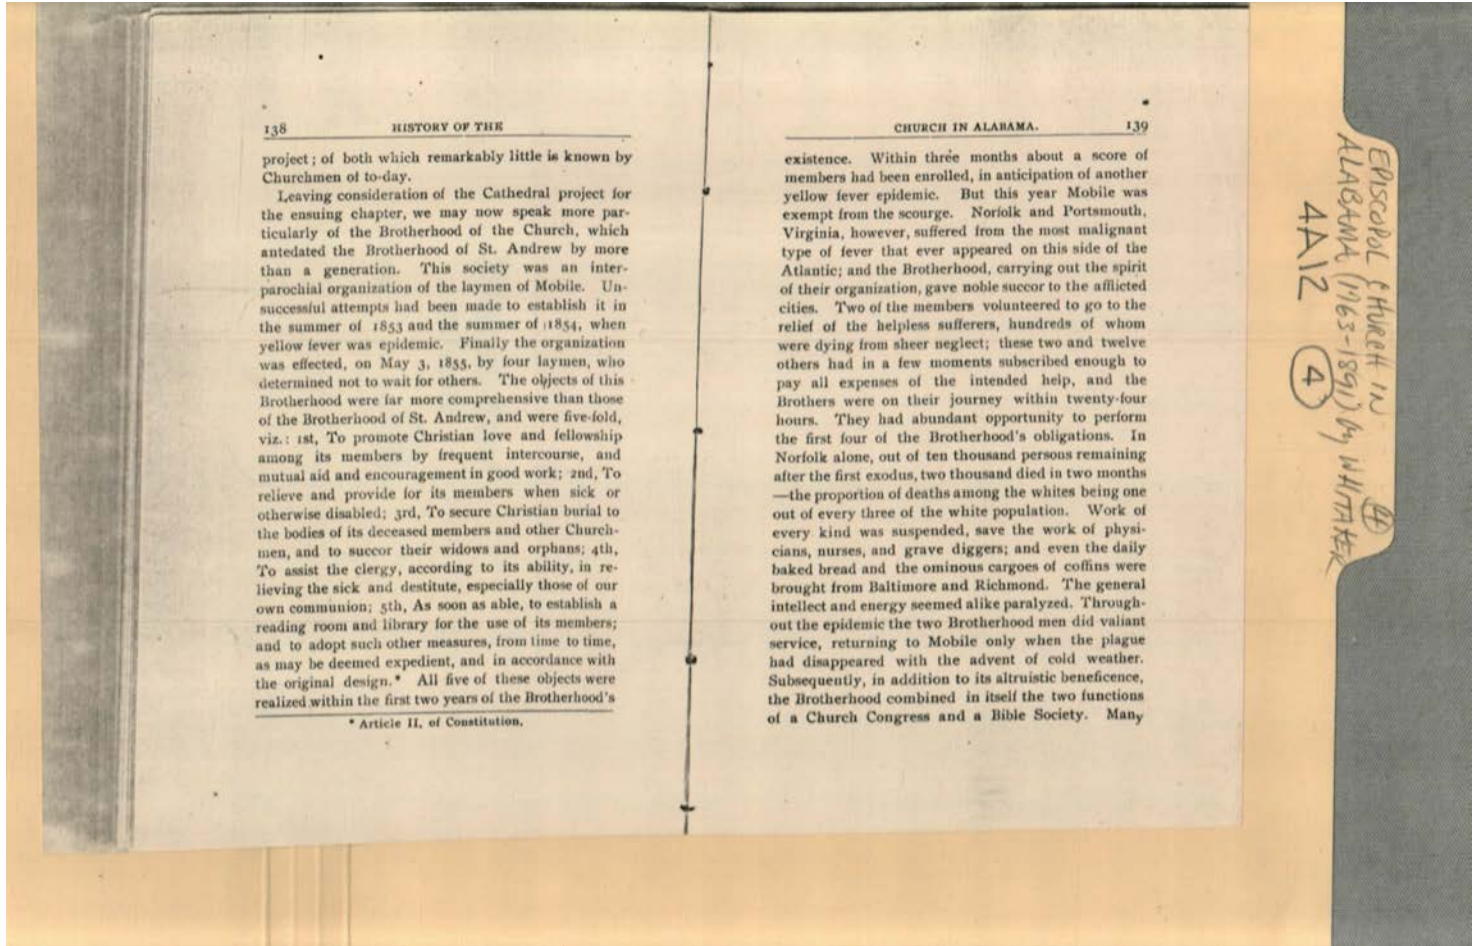 138 HISTORY OF THE
project; of both which remarkably little is known by
Churchmen of to-day.
Leaving consideration of the Cathedral project for
the ensuing chapter, we may now speak more par-
ticularly of the Brotherhood of the Church, which
antedated the Brotherhood of St. Andrew by more
than a generation. This society was an inter-
parochial organization of the laymen of Mobile. Un-
successful attempts had been made to establish it in
the summer of 1853 and the summer of 1854, when
yellow fever was epidemic. Finally the organization
was effected, on May 3, 1855, by four laymen, who
determined not to wait for others. The objects of this
Brotherhood were far more comprehensive than those
of the Brotherhood of St. Andrew, and were five-fold,
viz.: 1st, To promote Christian love and fellowship
among its members by frequent intercourse, and
mutual aid and encouragement in good work; 2nd, To
relieve and provide for its members when sick or
otherwise disabled; 3rd, To secure Christian burial to
the bodies of its deceased members and other Church-
men, and to succor their widows and orphans; 4th,
To assist the clergy, according to its ability, in re-
lieving the sick and destitute, especially those of our
own communion; 5th, As soon as able, to establish a
reading room and library for the use of its members;
and to adopt such other measures, from time to time,
as may be deemed expedient, and in accordance with
the original design.* All five of these objects were
realized within the first two years of the Brotherhood's
* Article II, of Constitution.
CHURCH IN ALABAMA. 139
existence. Within three months about a score of
members had been enrolled, in anticipation of another
yellow fever epidemic. But this year Mobile was
exempt from the scourge. Norfolk and Portsmouth,
Virginia, however, suffered from the most malignant
type of fever that ever appeared on this side of the
Atlantic; and the Brotherhood, carrying out the spirit
of their organization, gave noble succor to the afflicted
cities. Two of the members volunteered to go to the
relief of the helpless sufferers, hundreds of whom
were dying from sheer neglect; these two and twelve
others had in a few moments subscribed enough to
pay all expenses of the intended help, and the
Brothers were on their journey within twenty-four
hours. They had abundant opportunity to perform
the first four of the Brotherhood's obligations. In
Norfolk alone, out of ten thousand persons remaining
after the first exodus, two thousand died in two months
—the proportion of deaths among the whites being one
out of every three of the white population. Work of
every kind was suspended, save the work of physi-
cians, nurses, and grave diggers; and even the daily
baked bread and the ominous cargoes of coffins were
brought from Baltimore and Richmond. The general
intellect and energy seemed alike paralyzed. Through-
out the epidemic the two Brotherhood men did valiant
service, returning to Mobile only when the plague
had disappeared with the advent of cold weather.
Subsequently, in addition to its altruistic beneficence,
the Brotherhood combined in itself the two functions
of a Church Congress and a Bible Society. Many
EPISCOPOL CHURCH IN
ALABAMA (1763-1891) by WHITAKER
4A12 4